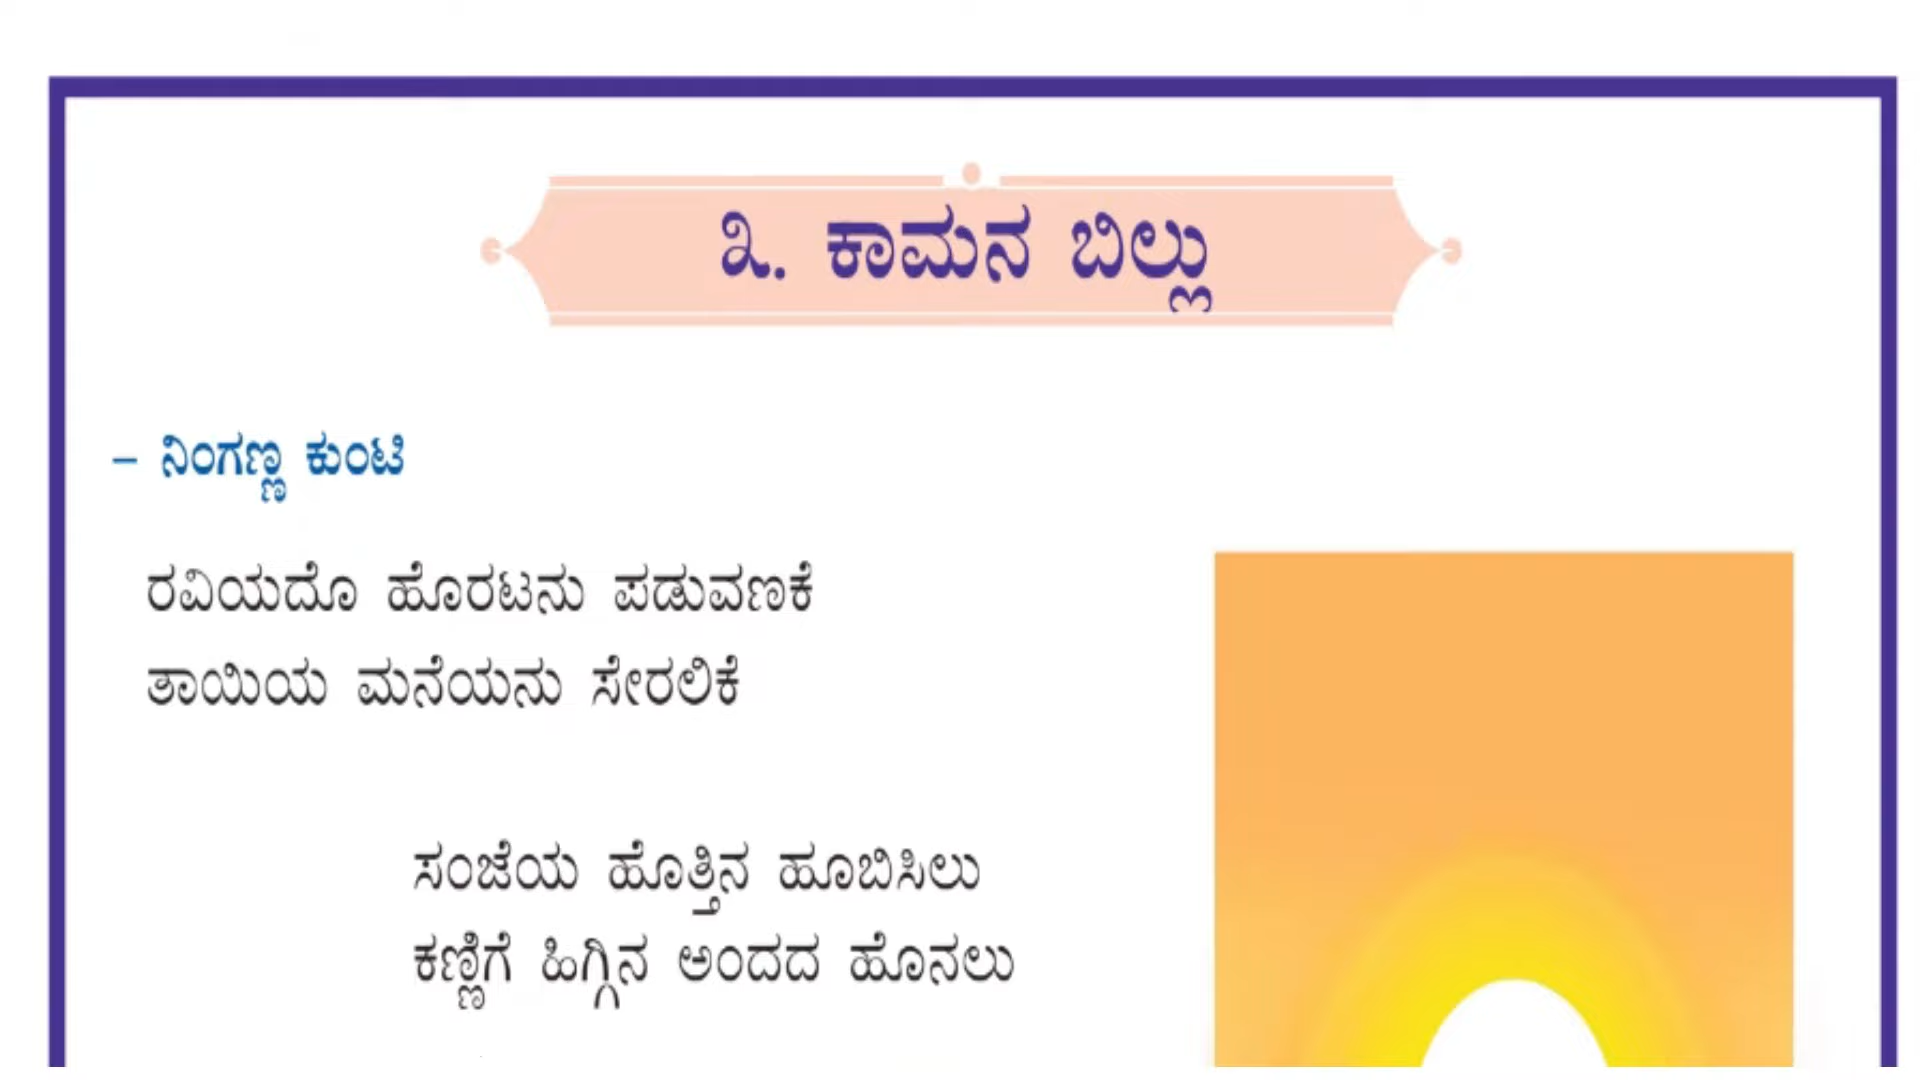 ೩. ಕಾಮನ ಬಿಲ್ಲು
– ನಿಂಗಣ್ಣ ಕುಂಟಿ
ರವಿಯದೊ ಹೊರಟನು ಪಡುವಣಕೆ
ತಾಯಿಯ ಮನೆಯನು ಸೇರಲಿಕೆ
ಸಂಜೆಯ ಹೊತ್ತಿನ ಹೂಬಿಸಿಲು
ಕಣ್ಣಿಗೆ ಹಿಗ್ಗಿನ ಅಂದದ ಹೊನಲು